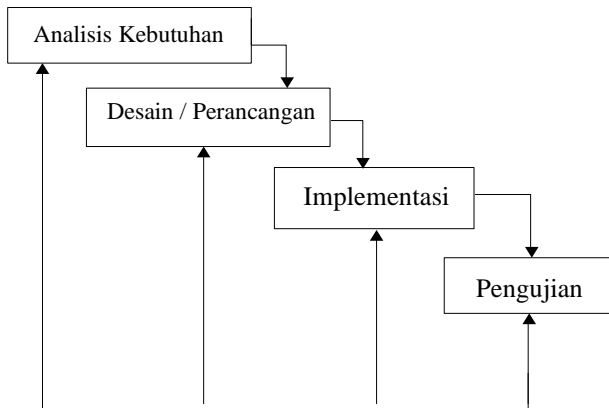 Analisis Kebutuhan
Desain / Perancangan
Implementasi
Pengujian